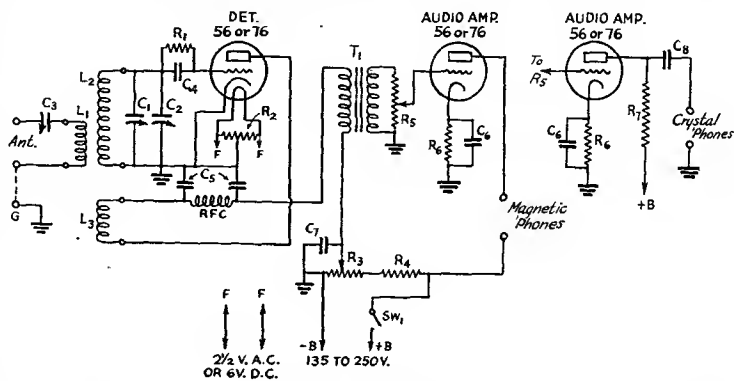 DET.
56 or 76
AUDIO AMP.
56 or 76
AUDIO AMP.
56 or 76
R1
C4
L2
T1
C8
To
R5
C3
L1
C1
C2
R2
R5
R7
Ant.
F
F
C6
R6
C6
R6
Crystal
'Phones
C5
RFC
+B
G
L3
Magnetic
'Phones
C7
R3
R4
F
F
SW1
-B
+B
2½ V. A.C.
135 TO 250V.
OR 6V. D.C.